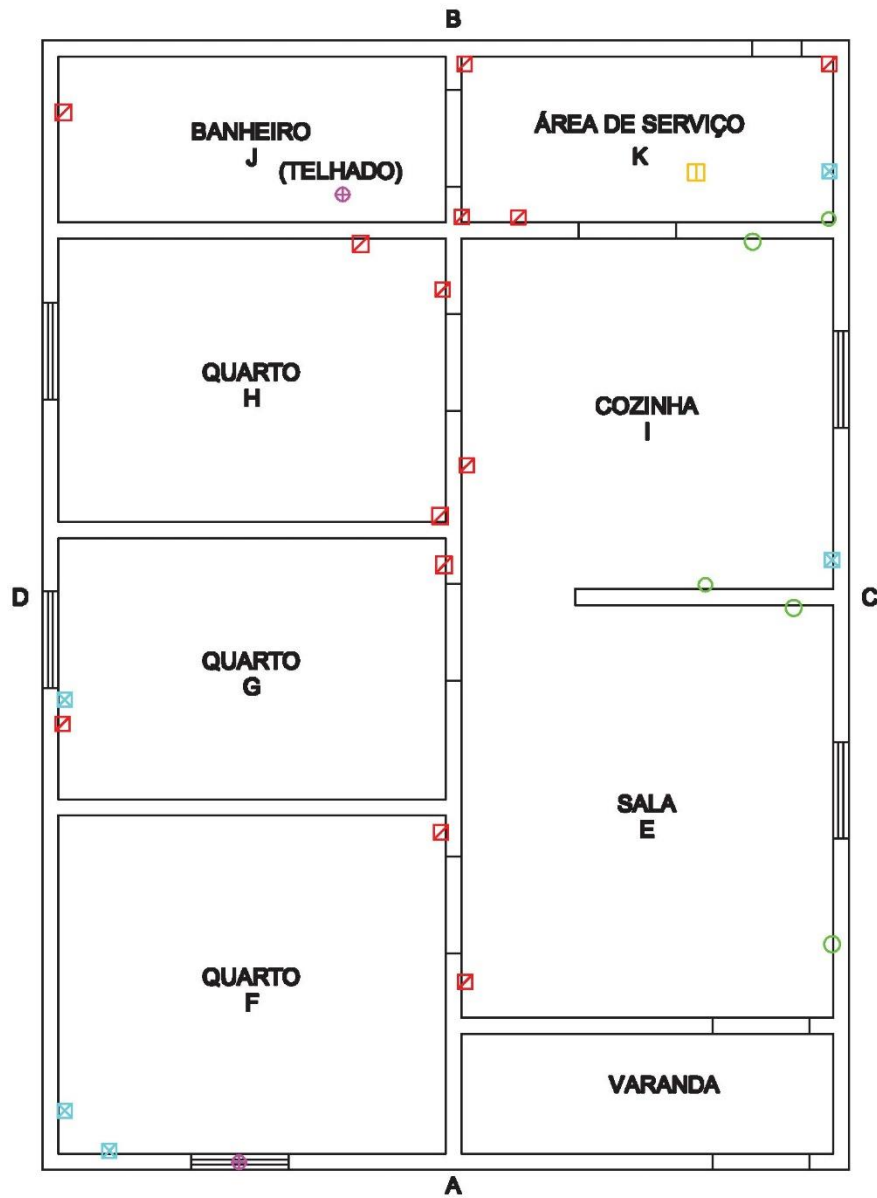 B
BANHEIRO
J
(TELHADO)
ÁREA DE SERVIÇO
K
QUARTO
H
COZINHA
I
D
C
QUARTO
G
SALA
E
QUARTO
F
VARANDA
A